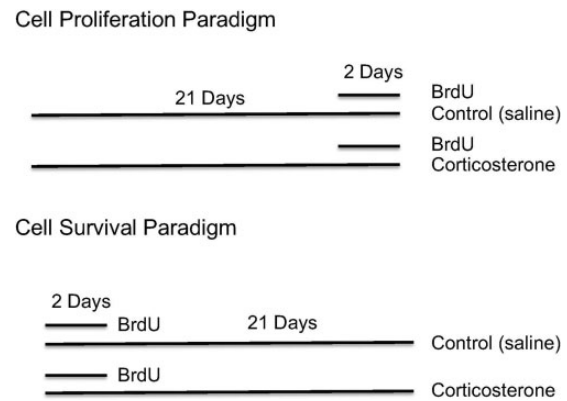 Cell Proliferation Paradigm
2 Days
21 Days
BrdU
Control (saline)
BrdU
Corticosterone
Cell Survival Paradigm
2 Days
BrdU
21 Days
Control (saline)
BrdU
Corticosterone